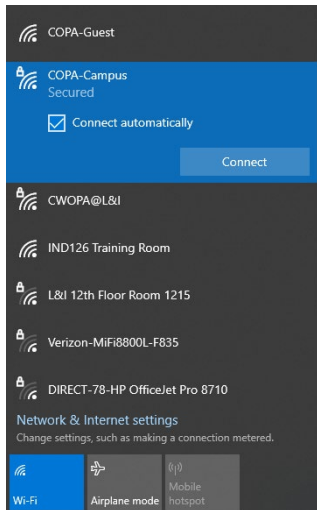 COPA-Guest
COPA-Campus
Secured
Connect automatically
Connect
CWOPA@L&I
IND126 Training Room
L&I 12th Floor Room 1215
Verizon-MiFi8800L-F835
DIRECT-78-HP OfficeJet Pro 8710
Network & Internet settings
Change settings, such as making a connection metered.
Wi-Fi
Airplane mode
Mobile
hotspot